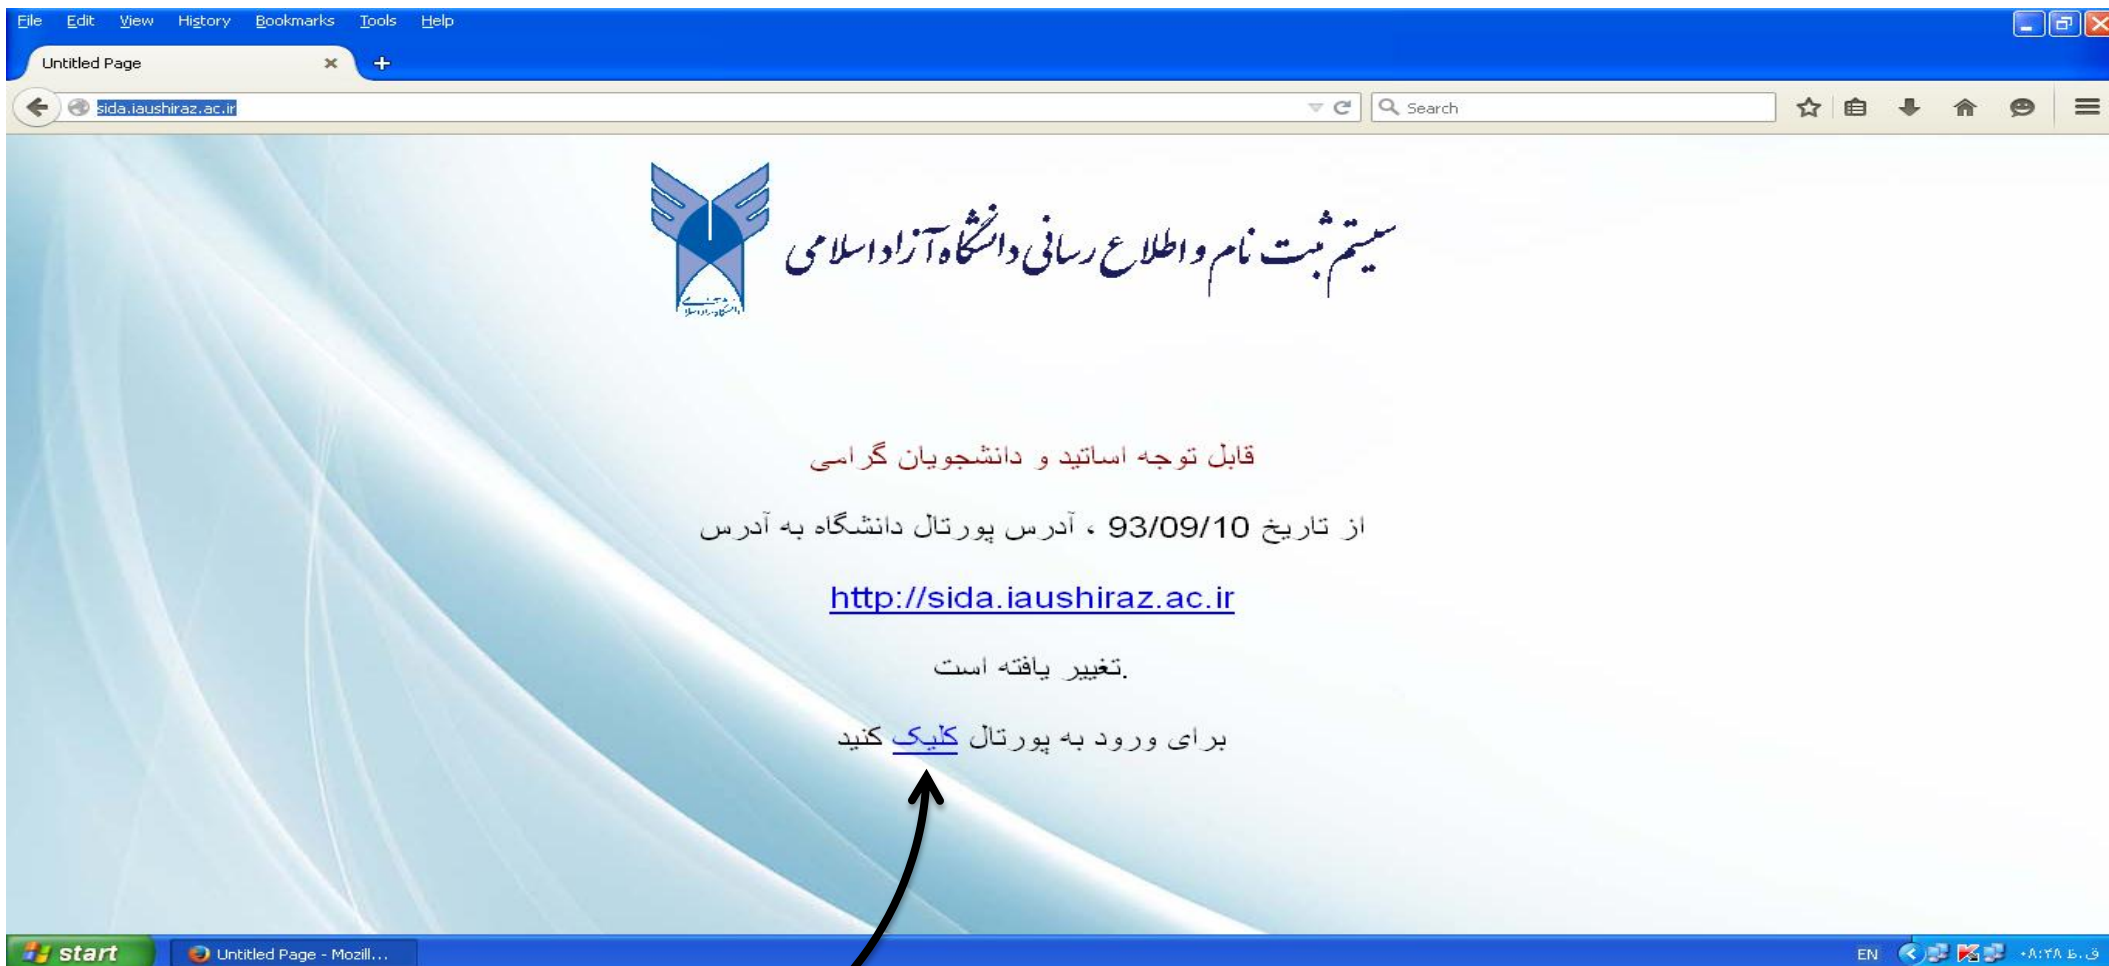 File Edit View History Bookmarks Tools Help
Untitled Page
sida.iaushiraz.ac.ir
Search
سیستم ثبت نام و اطلاع رسانی دانشگاه آزاد اسلامی
قابل توجه اساتید و دانشجویان گرامی
از تاریخ 93/09/10 ، آدرس پورتال دانشگاه به آدرس
http://sida.iaushiraz.ac.ir
.تغییر یافته است
برای ورود به پورتال کلیک کنید
start
Untitled Page - Mozill...
EN
۰۸:۲۸ ق.ظ